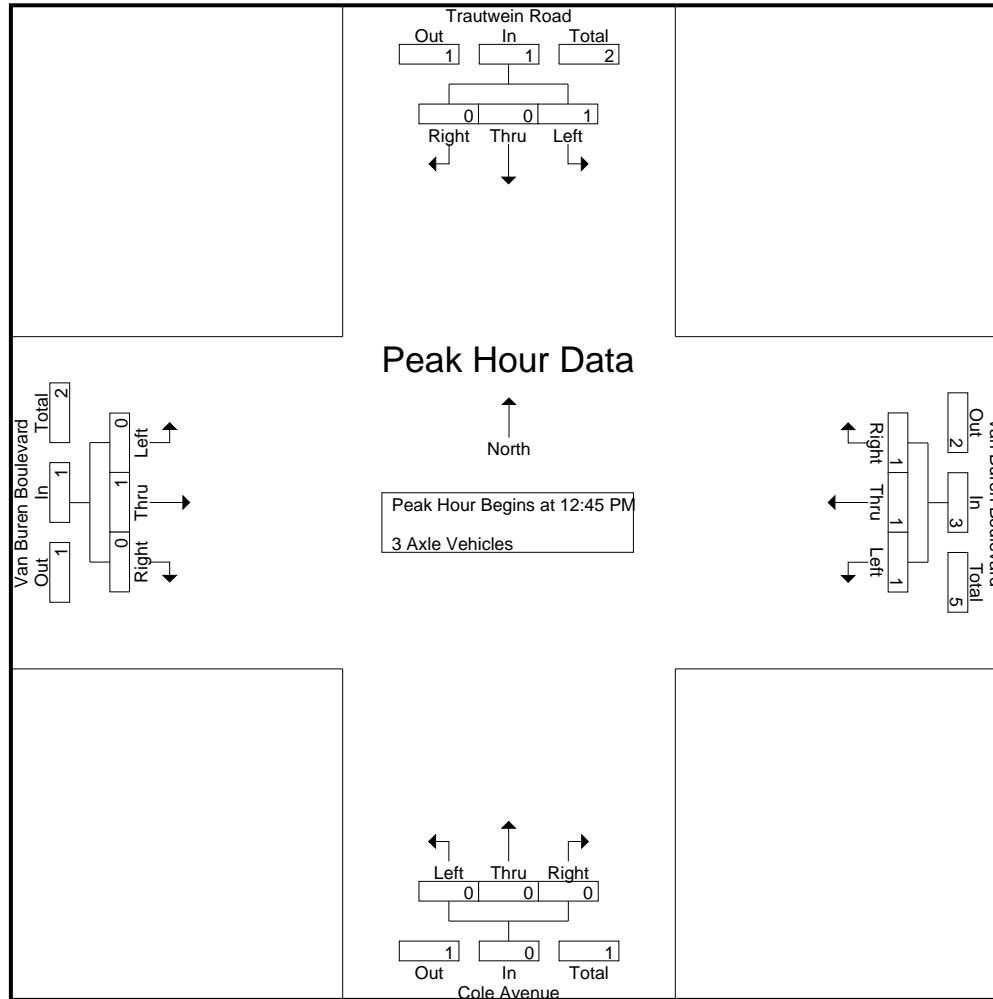 Trautwein Road
Out In Total
1 1 2
0 0 1
Right Thru Left
Peak Hour Data
North
Peak Hour Begins at 12:45 PM
3 Axle Vehicles
Van Buren Boulevard
Out In Total
1 1 2
Left Thru Right
0 1 0
Van Buren Boulevard
Out In Total
2 3 5
Right Thru Left
1 1 1
Left Thru Right
0 0 0
1 0 1
Out In Total
Cole Avenue